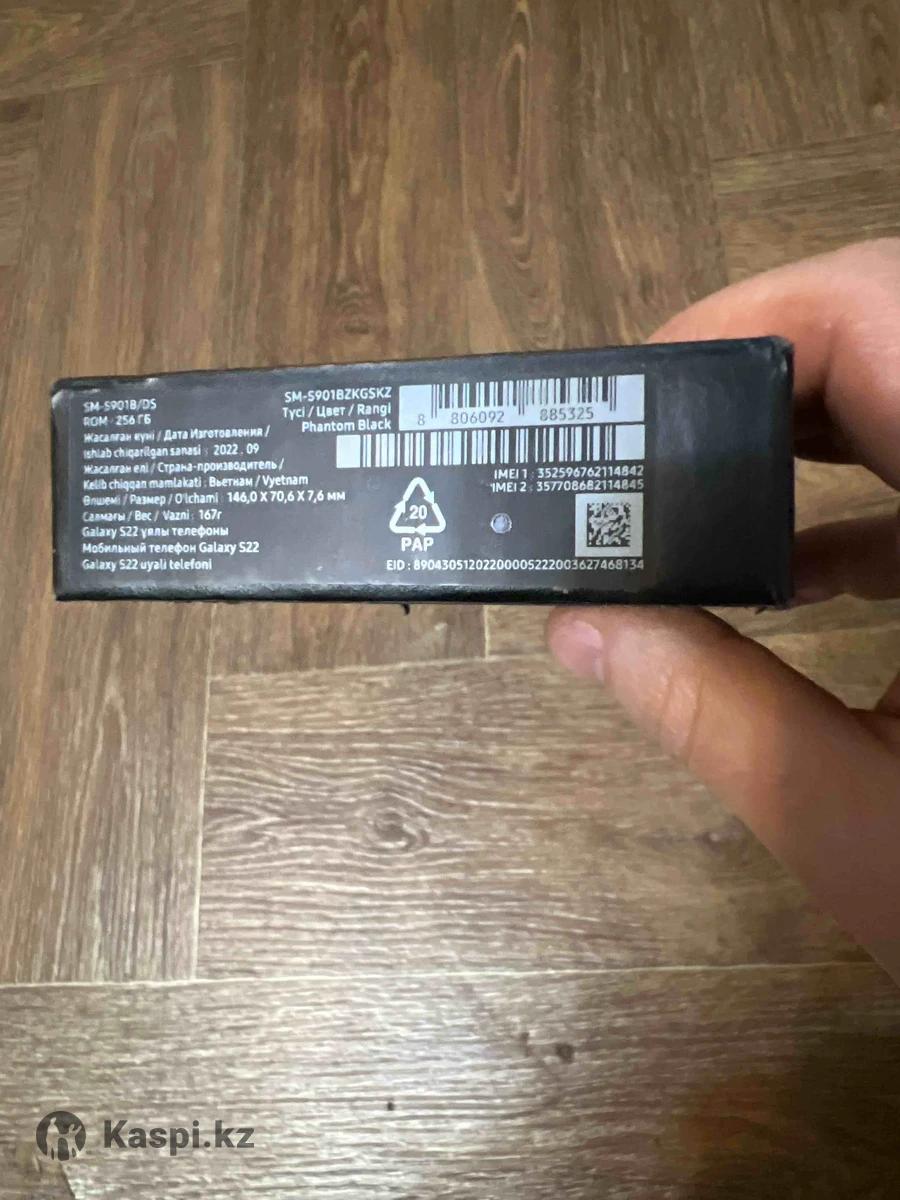 SM-S901B/DS
ROM : 256 ГБ
Жасалған күні / Дата Изготовления /
ishlab chiqarilgan sanasi : 2022 . 09
Жасалған елі / Страна-производитель /
Kelib chiqqan mamlakati : Вьетнам / Vyetnam
Өлшемі / Размер / O'lchami : 146,0 X 70,6 X 7,6 мм
Салмағы / Вес / Vazni : 167г
Galaxy S22 ұялы телефоны
Мобильный телефон Galaxy S22
Galaxy S22 uyali telefoni
SM-S901BZKGSKZ
Түсі / Цвет / Rangi
Phantom Black
8 806092 885325
IMEI 1 : 352596762114842
IMEI 2 : 357708682114845
20
PAP
EID : 89043051202200005222003627468134
Kaspi.kz